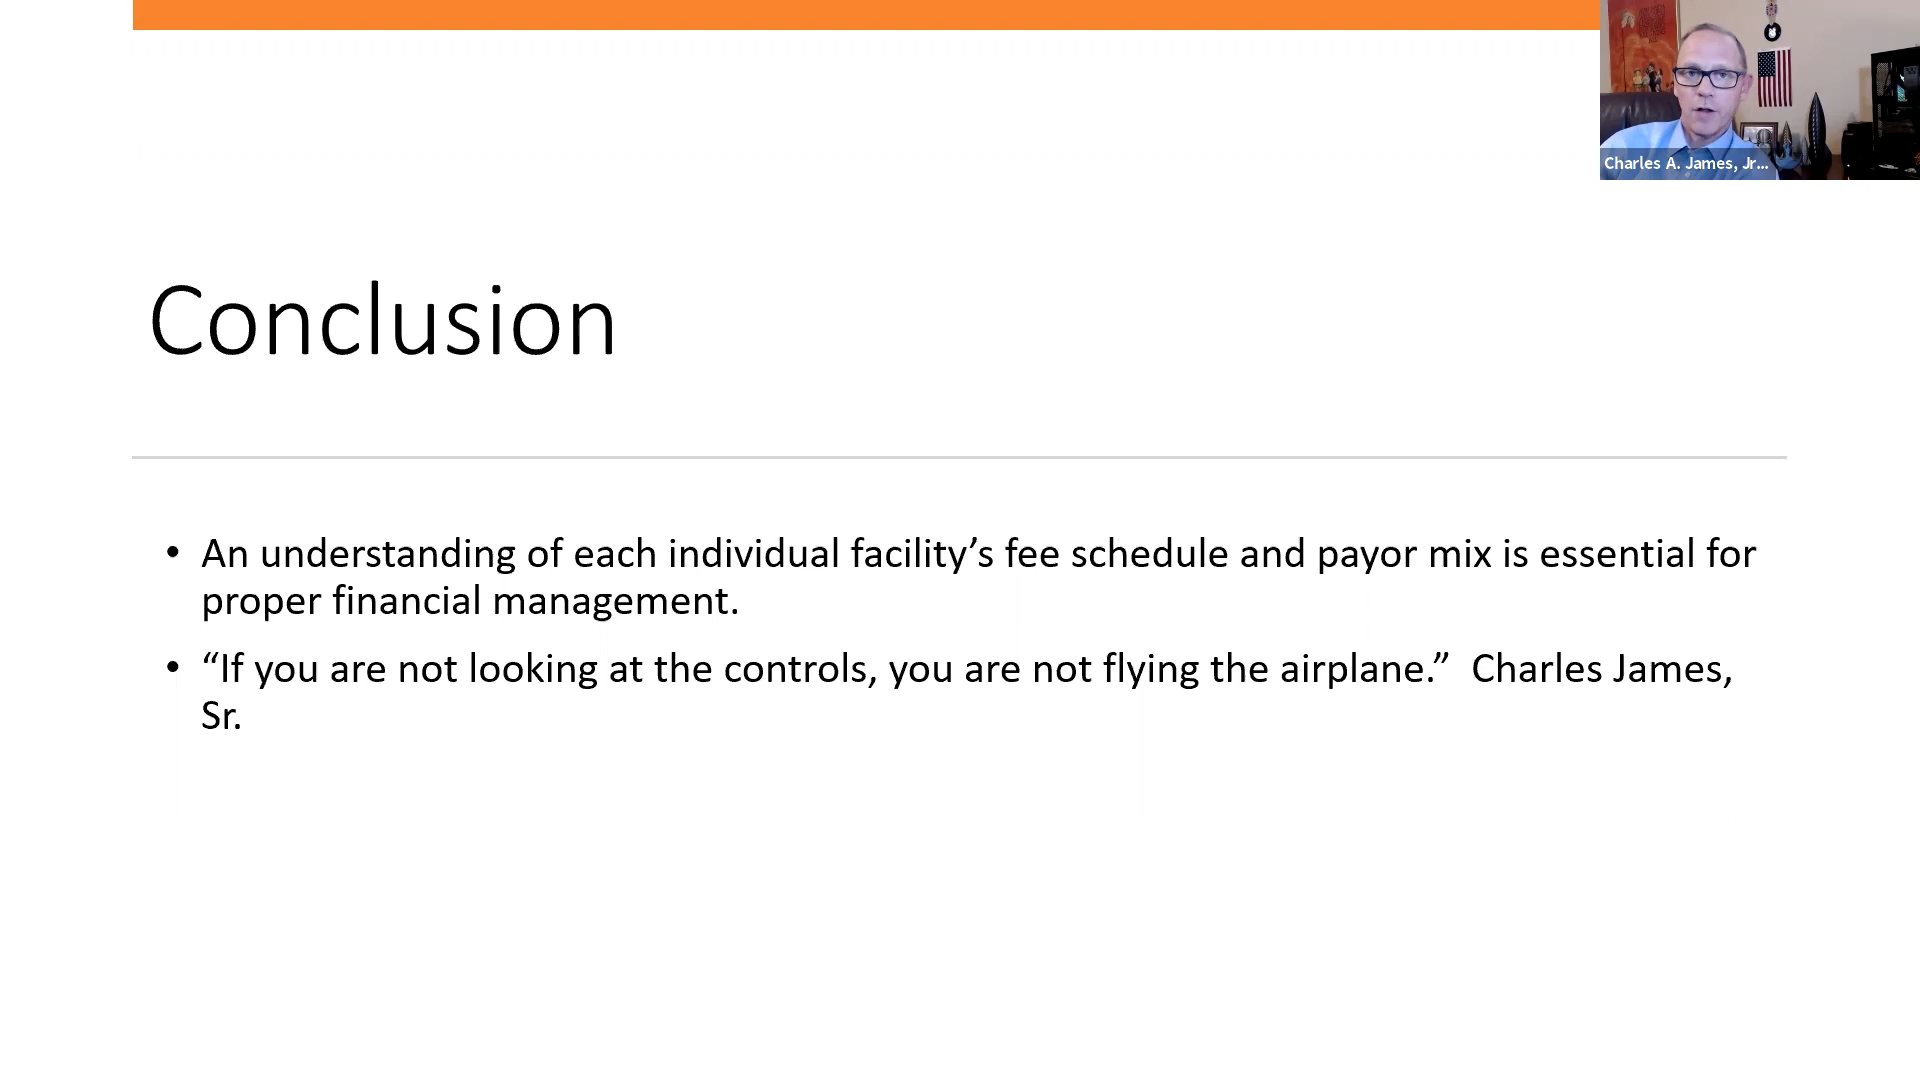 Charles A. James, Jr...
Conclusion
• An understanding of each individual facility’s fee schedule and payor mix is essential for
proper financial management.
• “If you are not looking at the controls, you are not flying the airplane.”  Charles James,
Sr.